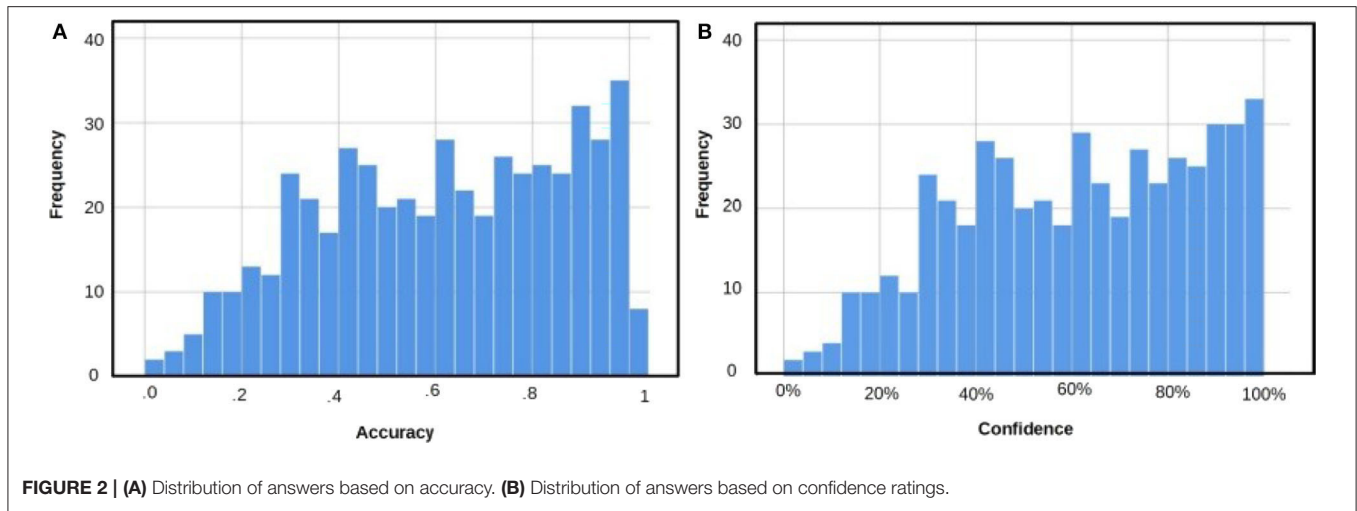 A
40
30
20
10
0
Frequency
.0 .2 .4 .6 .8 1
Accuracy
B
40
30
20
10
0
Frequency
0% 20% 40% 60% 80% 100%
Confidence
FIGURE 2 | (A) Distribution of answers based on accuracy. (B) Distribution of answers based on confidence ratings.